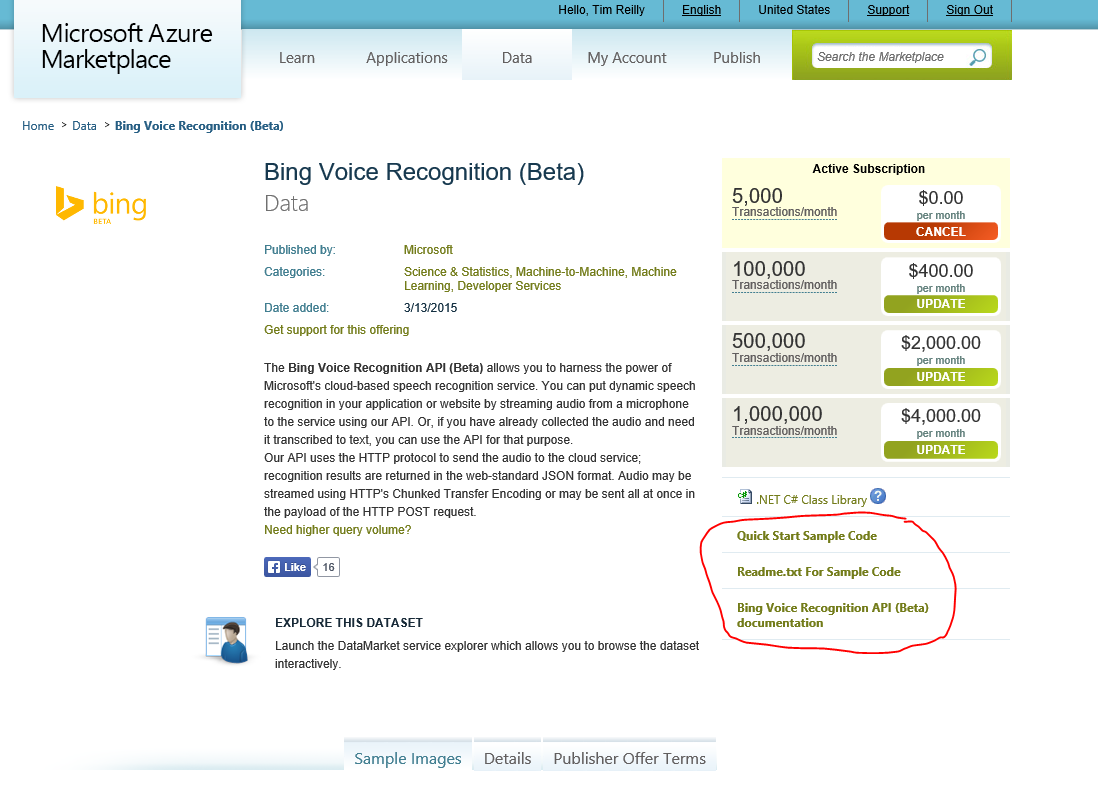 Hello, Tim Reilly
English
United States
Support
Sign Out
Microsoft Azure
Marketplace
Learn
Applications
Data
My Account
Publish
Search the Marketplace
Home > Data > Bing Voice Recognition (Beta)
bing
BETA
Bing Voice Recognition (Beta)
Data
Published by: Microsoft
Categories: Science & Statistics, Machine-to-Machine, Machine
Learning, Developer Services
Date added: 3/13/2015
Get support for this offering
The Bing Voice Recognition API (Beta) allows you to harness the power of
Microsoft's cloud-based speech recognition service. You can put dynamic speech
recognition in your application or website by streaming audio from a microphone
to the service using our API. Or, if you have already collected the audio and need
it transcribed to text, you can use the API for that purpose.
Our API uses the HTTP protocol to send the audio to the cloud service;
recognition results are returned in the web-standard JSON format. Audio may be
streamed using HTTP's Chunked Transfer Encoding or may be sent all at once in
the payload of the HTTP POST request.
Need higher query volume?
Like 16
EXPLORE THIS DATASET
Launch the DataMarket service explorer which allows you to browse the dataset
interactively.
Active Subscription
5,000
Transactions/month
$0.00
per month
CANCEL
100,000
Transactions/month
$400.00
per month
UPDATE
500,000
Transactions/month
$2,000.00
per month
UPDATE
1,000,000
Transactions/month
$4,000.00
per month
UPDATE
.NET C# Class Library ?
Quick Start Sample Code
Readme.txt For Sample Code
Bing Voice Recognition API (Beta)
documentation
Sample Images
Details
Publisher Offer Terms